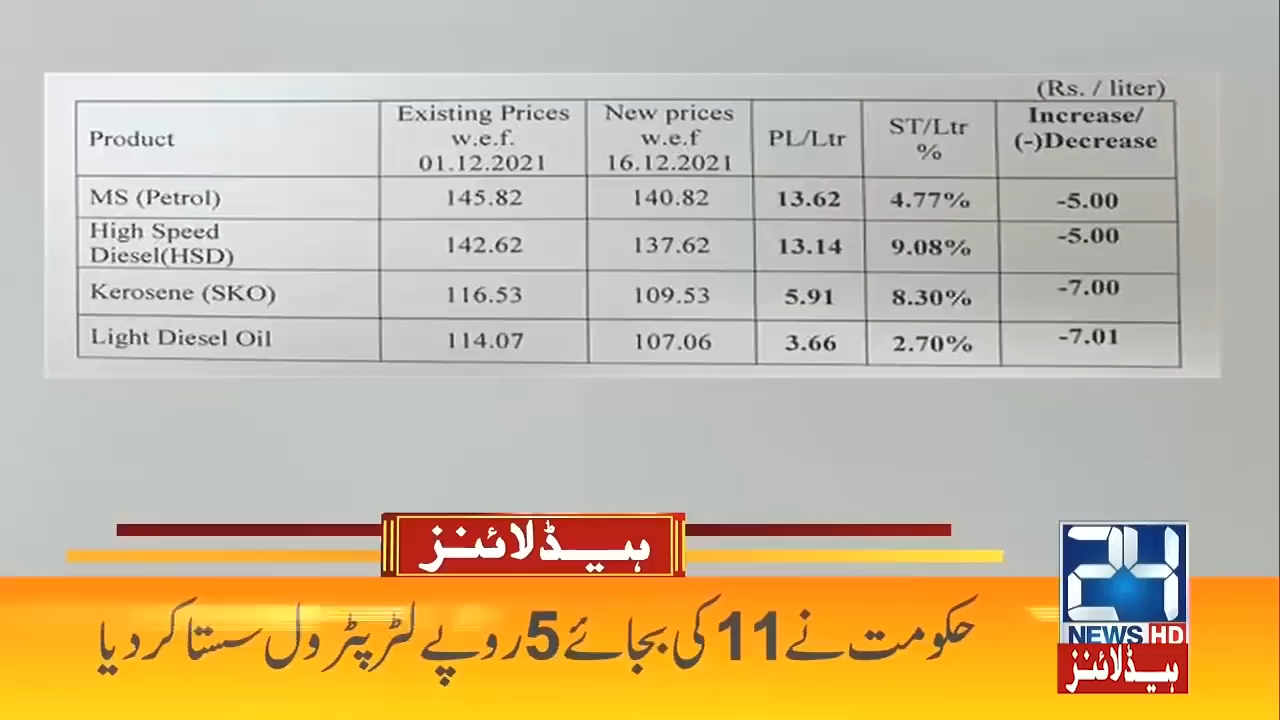 (Rs. / liter)
Product Existing Prices w.e.f. 01.12.2021 New prices w.e.f 16.12.2021 PL/Ltr ST/Ltr % Increase/ (-)Decrease
MS (Petrol) 145.82 140.82 13.62 4.77% -5.00
High Speed Diesel(HSD) 142.62 137.62 13.14 9.08% -5.00
Kerosene (SKO) 116.53 109.53 5.91 8.30% -7.00
Light Diesel Oil 114.07 107.06 3.66 2.70% -7.01
ہیڈلائنز
حکومت نے 11 کی بجائے 5 روپے لٹر پٹرول سستا کر دیا
24
NEWS HD
ہیڈلائنز